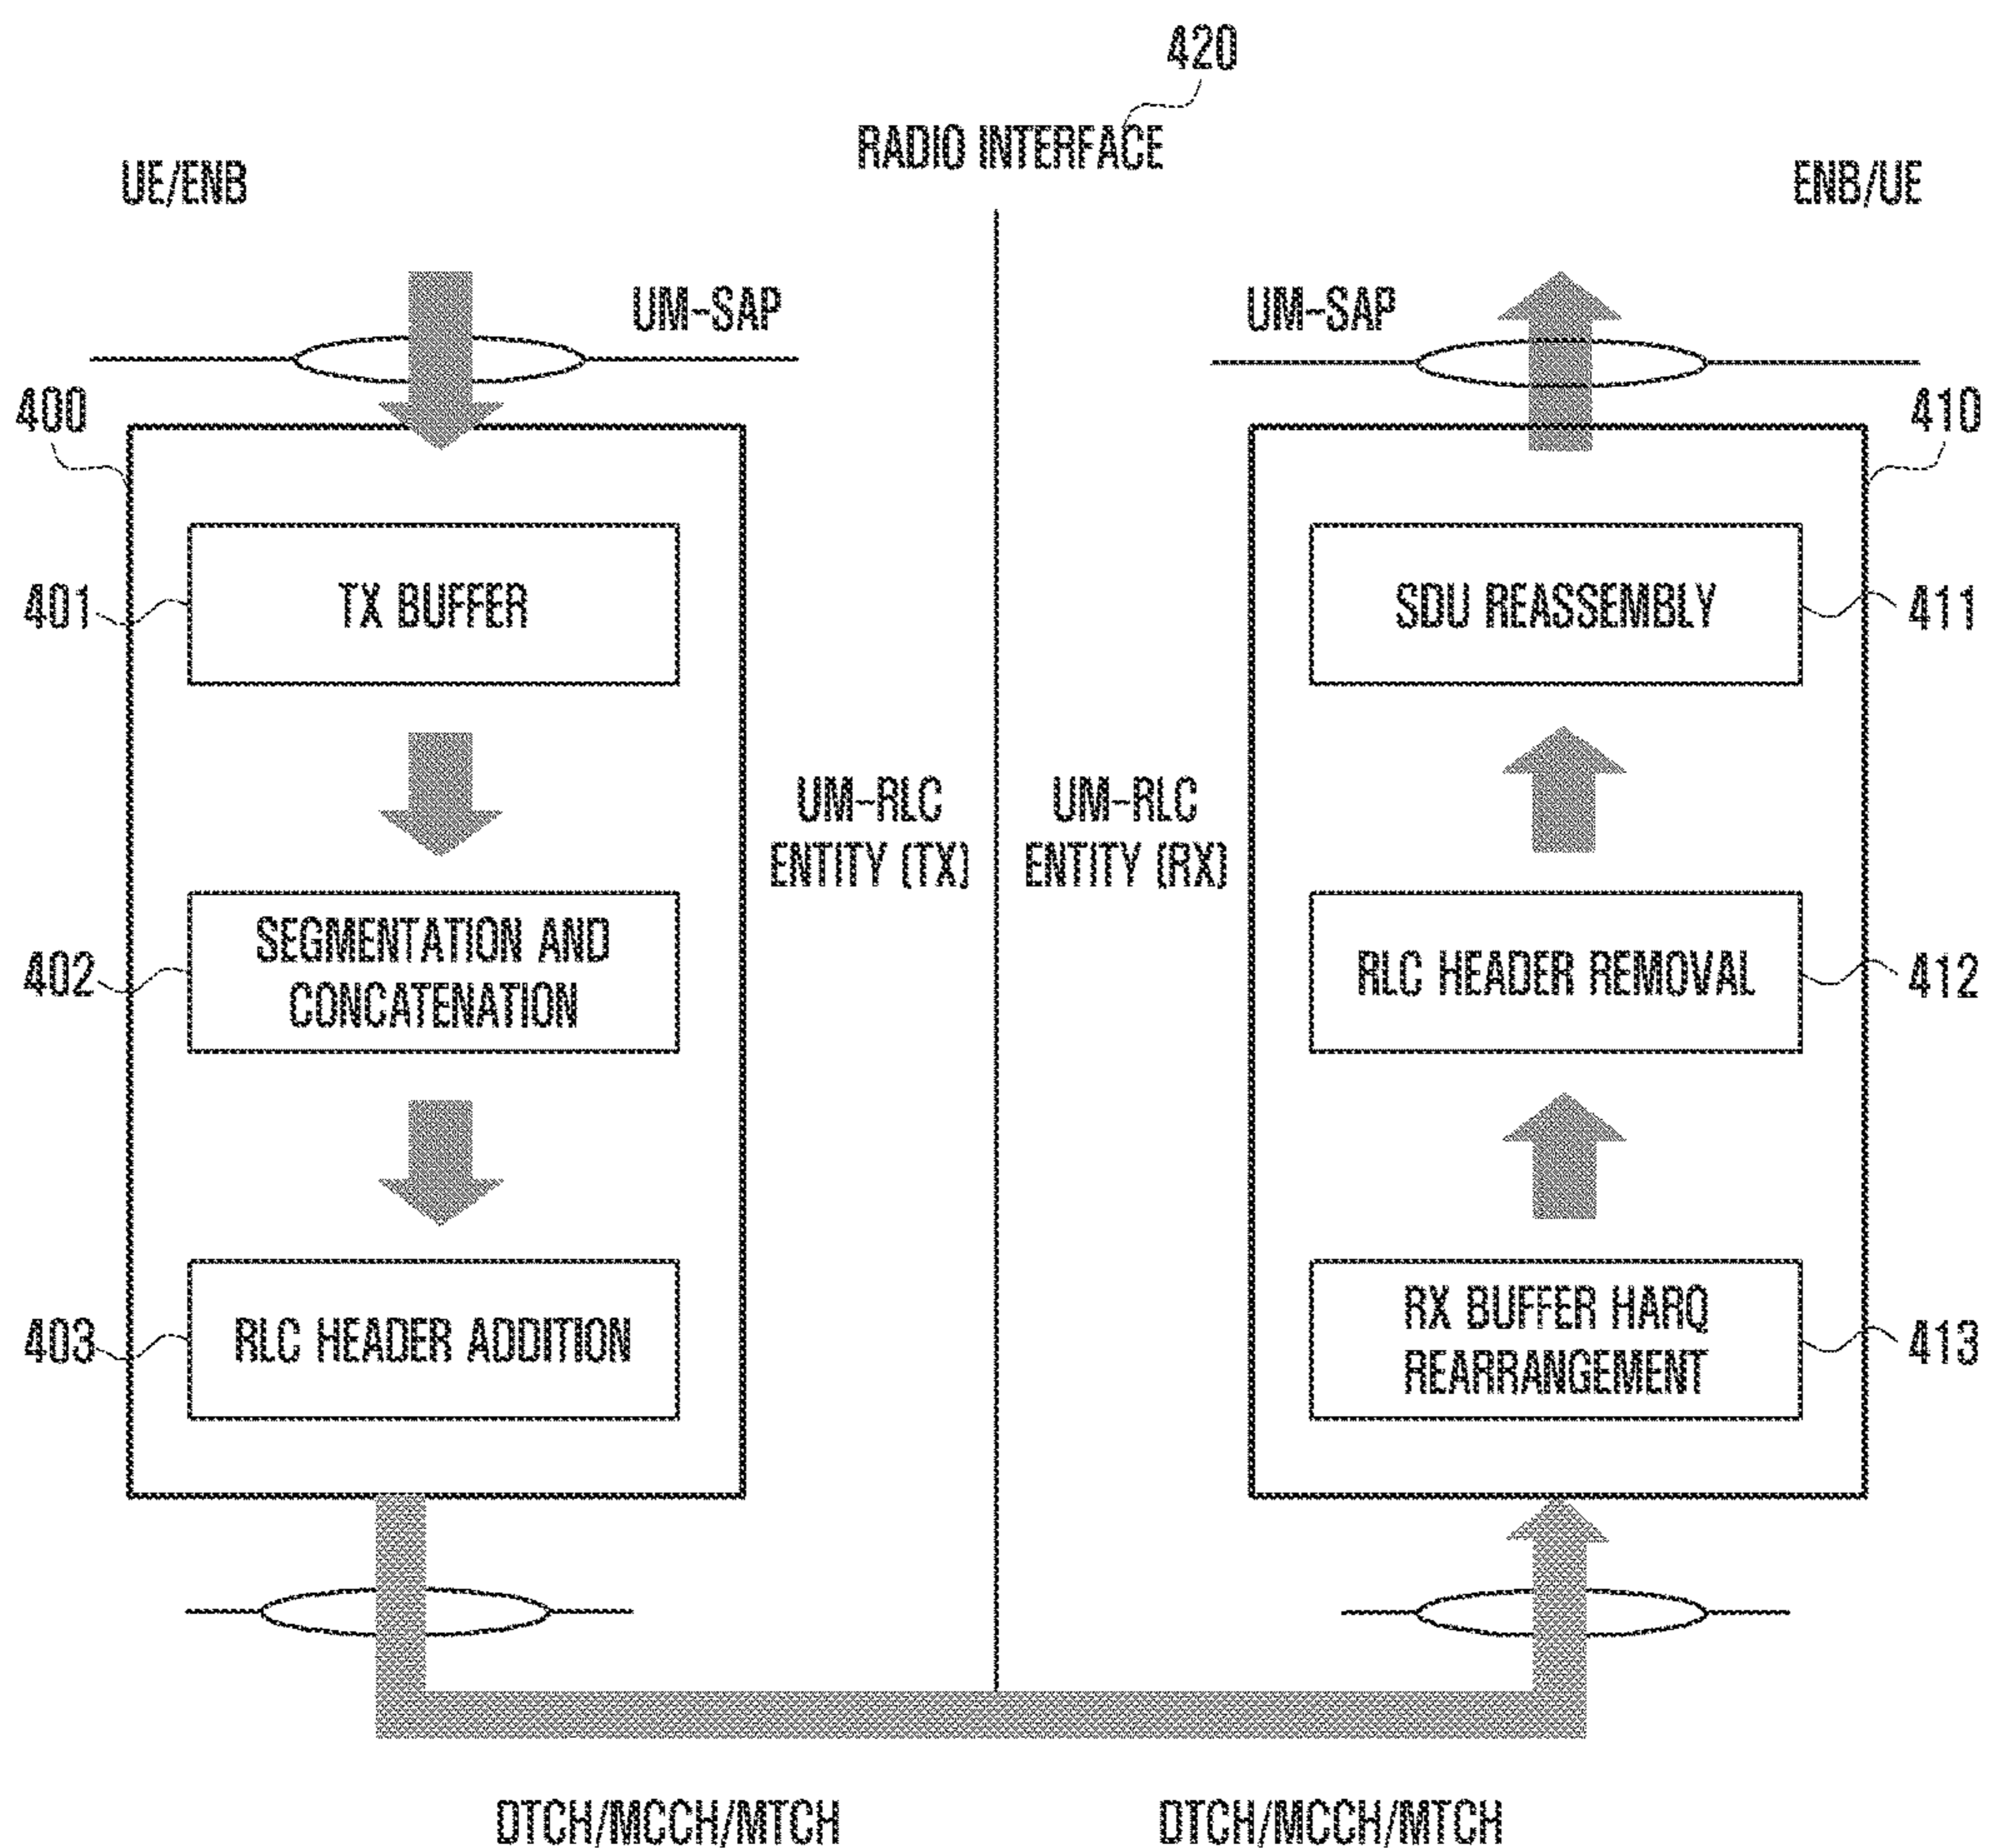 420
RADIO INTERFACE
UE/ENB
ENB/UE
UM-SAP
UM-SAP
400
410
401
TX BUFFER
SDU REASSEMBLY
411
UM-RLC
ENTITY (TX)
UM-RLC
ENTITY (RX)
402
SEGMENTATION AND
CONCATENATION
RLC HEADER REMOVAL
412
403
RLC HEADER ADDITION
RX BUFFER HARQ
REARRANGEMENT
413
DTCH/MCCH/MTCH
DTCH/MCCH/MTCH